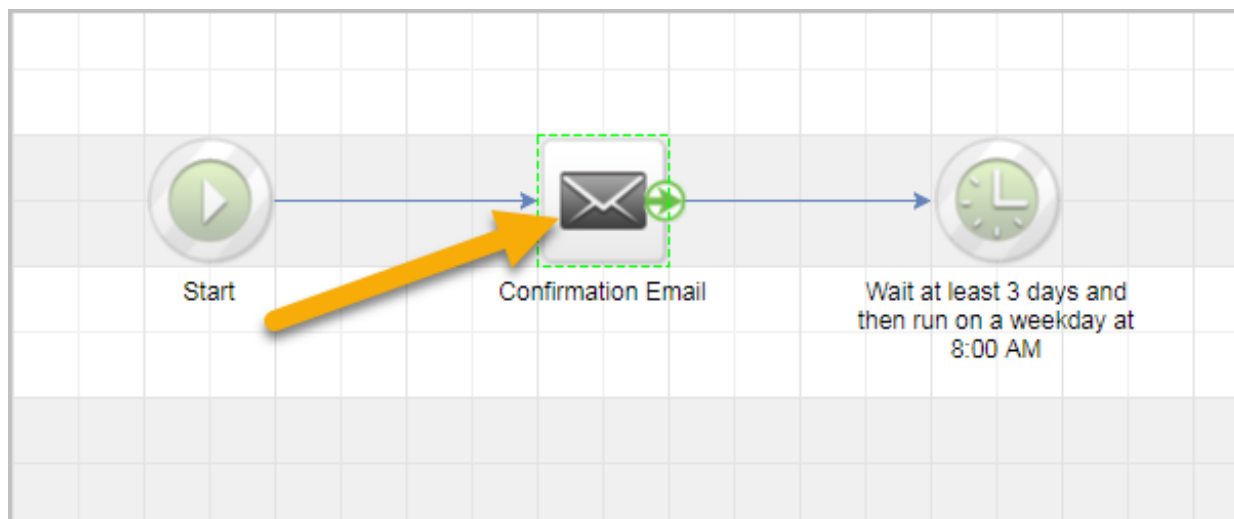 Start
Confirmation Email
Wait at least 3 days and
then run on a weekday at
8:00 AM